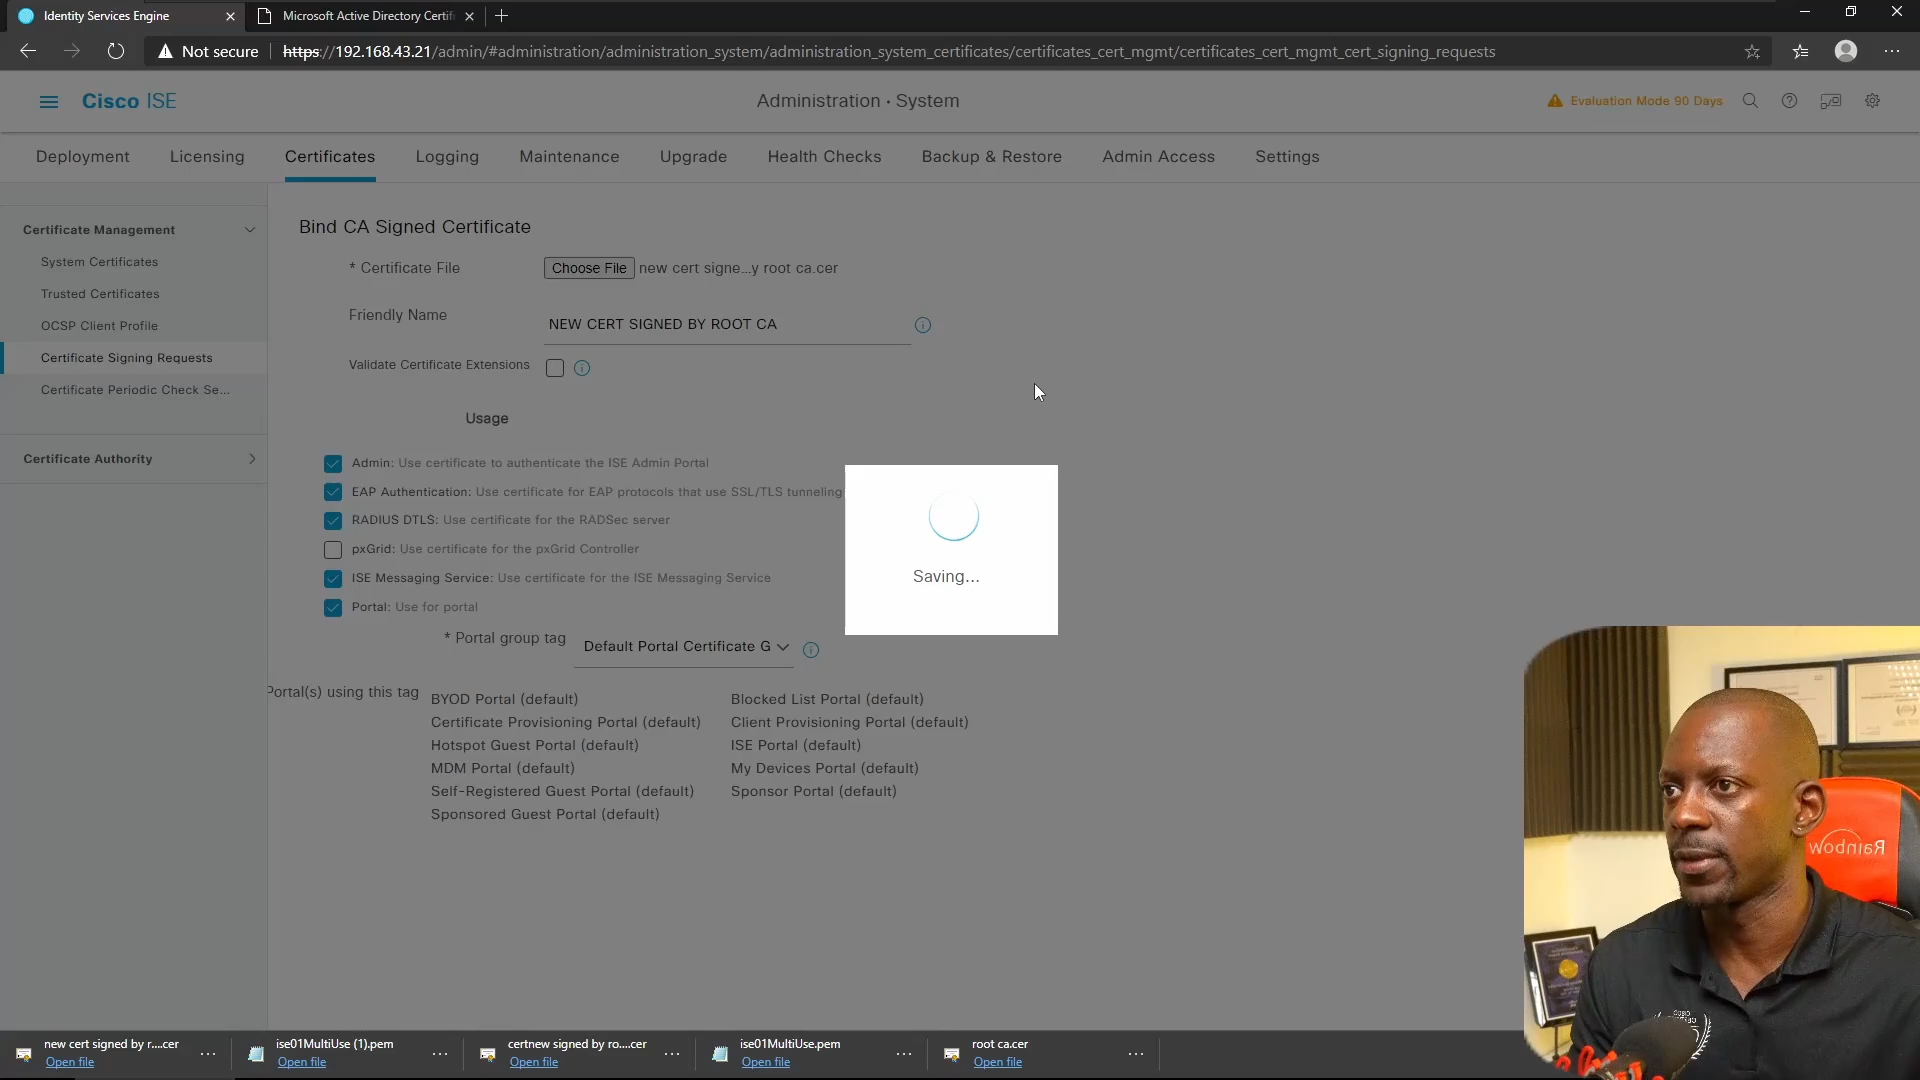 Identity Services Engine
Microsoft Active Directory Certif
Not secure
https://192.168.43.21/admin/#administration/administration_system/administration_system_certificates/certificates_cert_mgmt/certificates_cert_mgmt_cert_signing_requests
Cisco ISE
Administration · System
Evaluation Mode 90 Days
Deployment
Licensing
Certificates
Logging
Maintenance
Upgrade
Health Checks
Backup & Restore
Admin Access
Settings
Certificate Management
System Certificates
Trusted Certificates
OCSP Client Profile
Certificate Signing Requests
Certificate Periodic Check Se...
Certificate Authority
Bind CA Signed Certificate
* Certificate File
Choose File new cert signe...y root ca.cer
Friendly Name
NEW CERT SIGNED BY ROOT CA
Validate Certificate Extensions
Usage
Admin: Use certificate to authenticate the ISE Admin Portal
EAP Authentication: Use certificate for EAP protocols that use SSL/TLS tunneling
RADIUS DTLS: Use certificate for the RADSec server
pxGrid: Use certificate for the pxGrid Controller
ISE Messaging Service: Use certificate for the ISE Messaging Service
Portal: Use for portal
* Portal group tag
Default Portal Certificate G
Saving...
Portal(s) using this tag
BYOD Portal (default)
Blocked List Portal (default)
Certificate Provisioning Portal (default)
Client Provisioning Portal (default)
Hotspot Guest Portal (default)
ISE Portal (default)
MDM Portal (default)
My Devices Portal (default)
Self-Registered Guest Portal (default)
Sponsor Portal (default)
Sponsored Guest Portal (default)
Rainbow
new cert signed by r....cer
Open file
ise01MultiUse (1).pem
Open file
certnew signed by ro....cer
Open file
ise01MultiUse.pem
Open file
root ca.cer
Open file